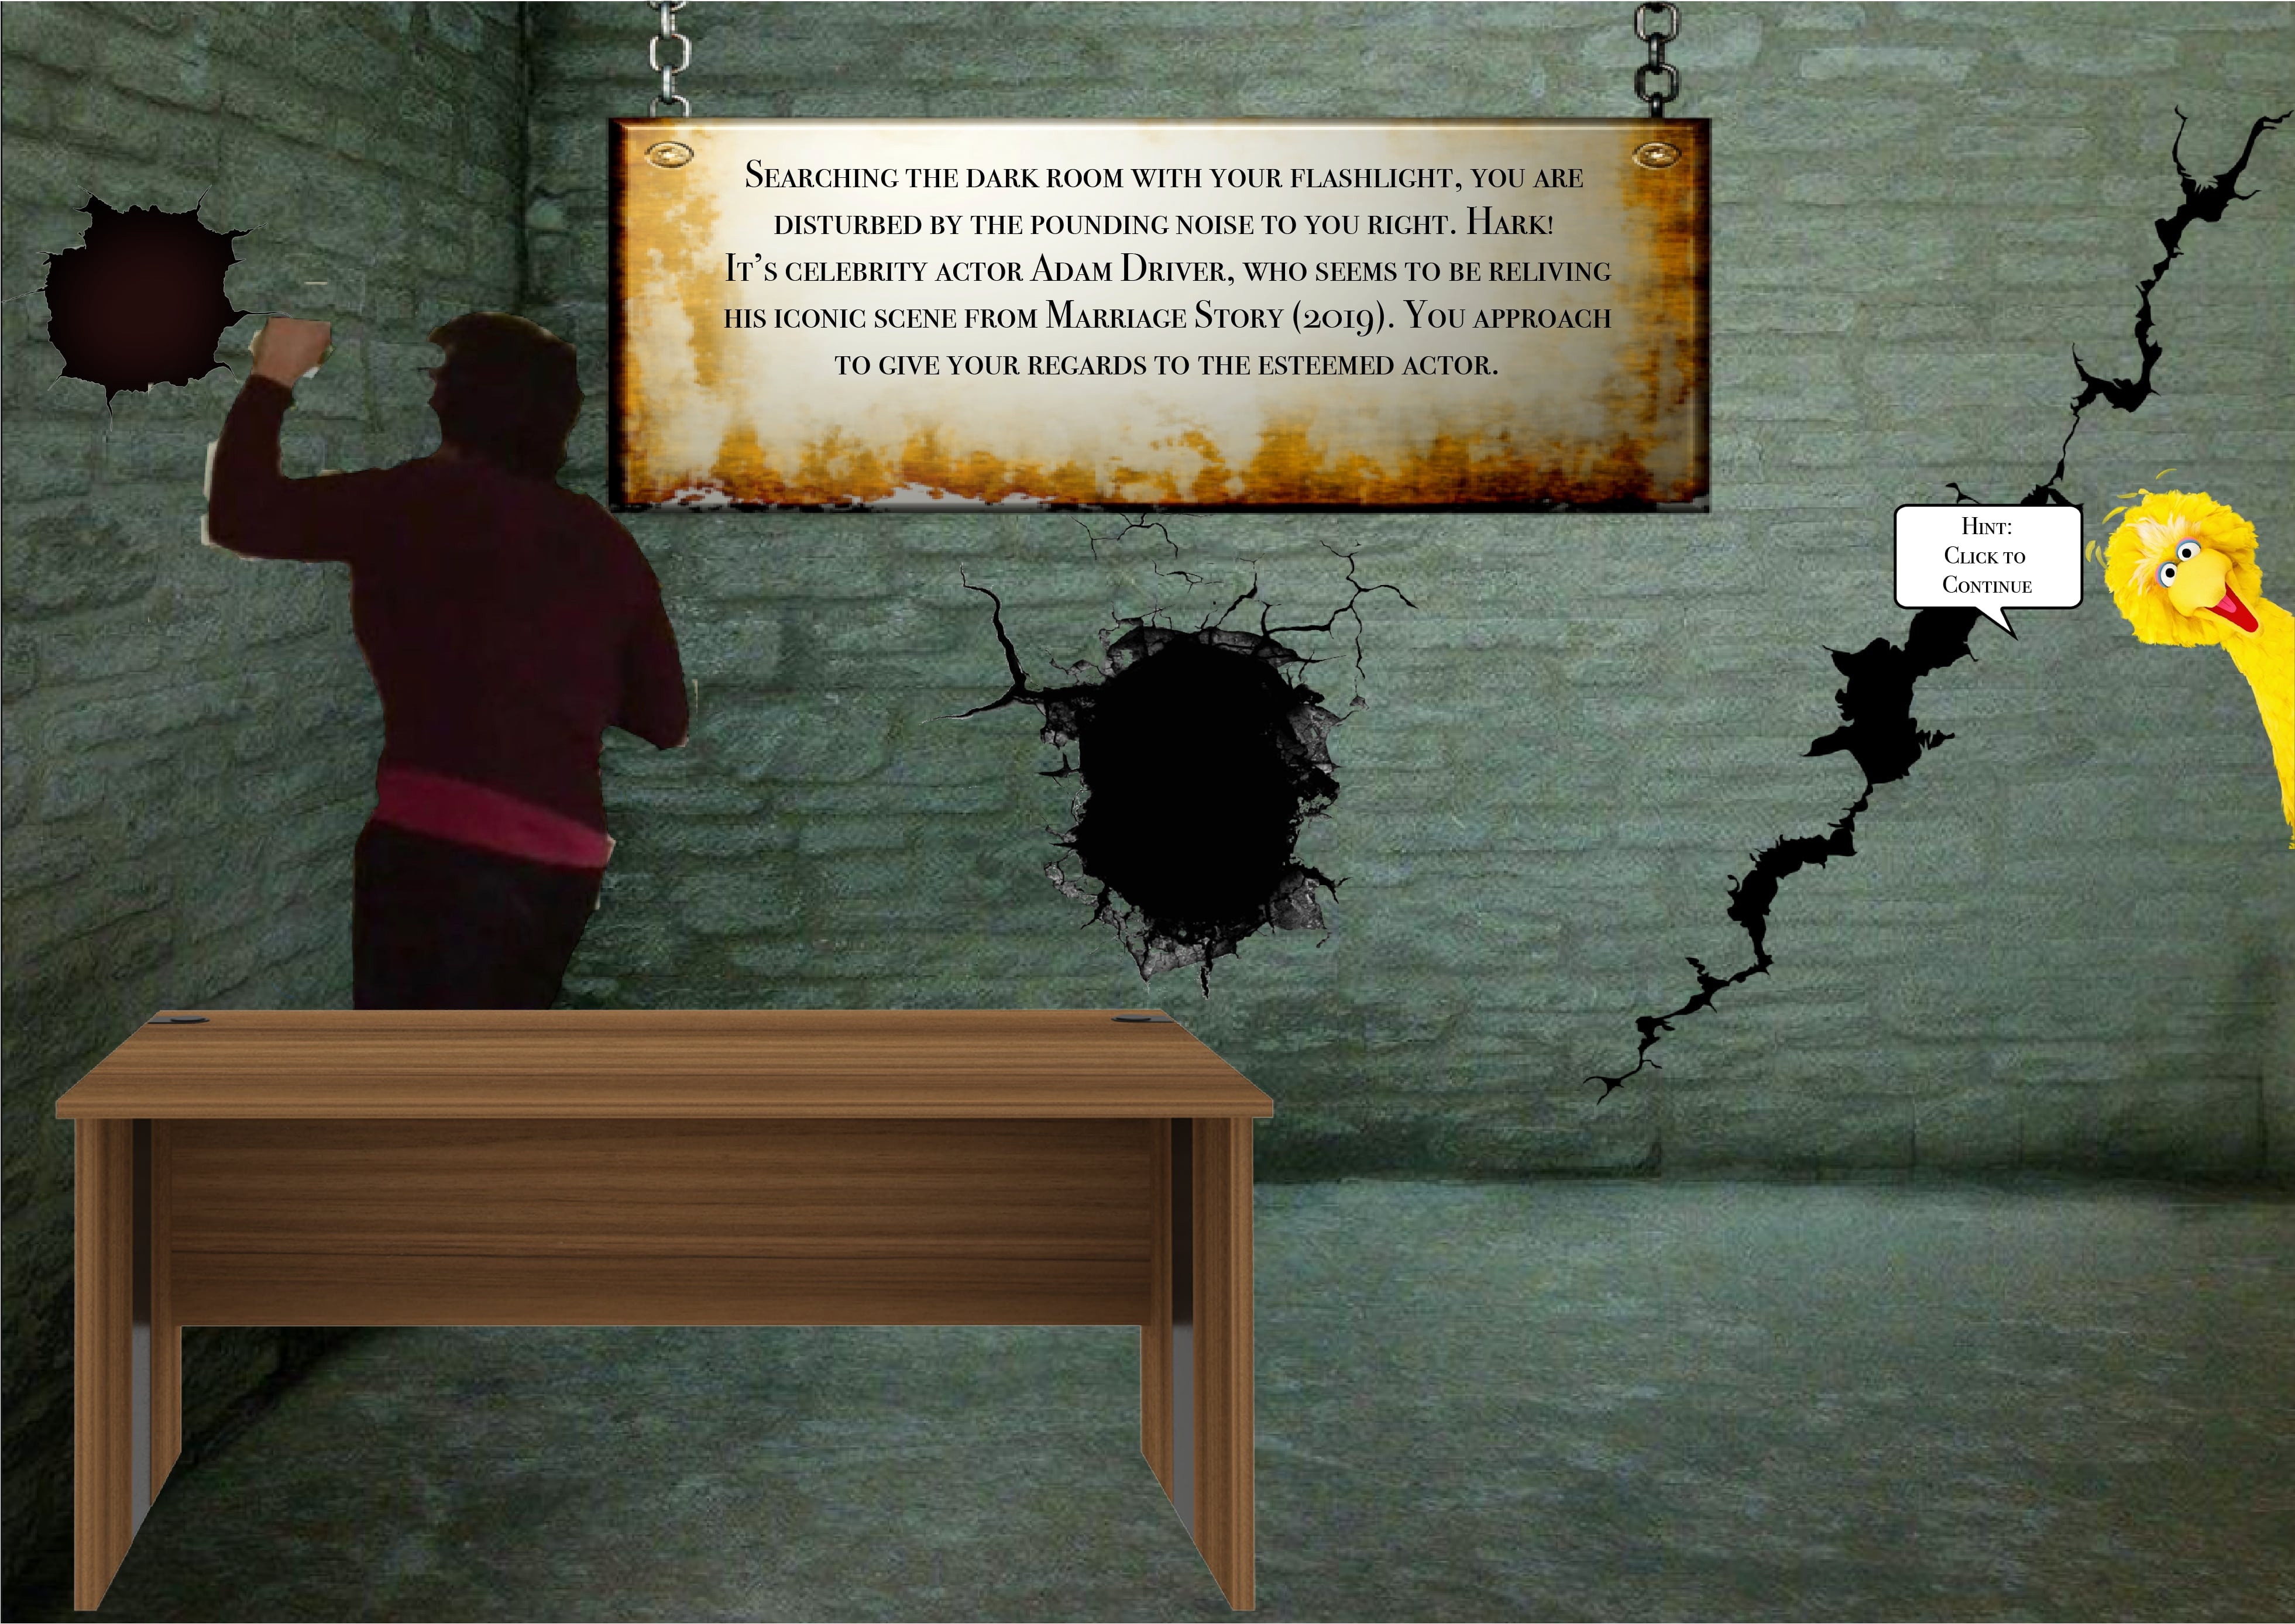 Searching the dark room with your flashlight, you are
disturbed by the pounding noise to you right. Hark!
It's celebrity actor Adam Driver, who seems to be reliving
his iconic scene from Marriage Story (2019). You approach
to give your regards to the esteemed actor.
Hint:
Click to
Continue